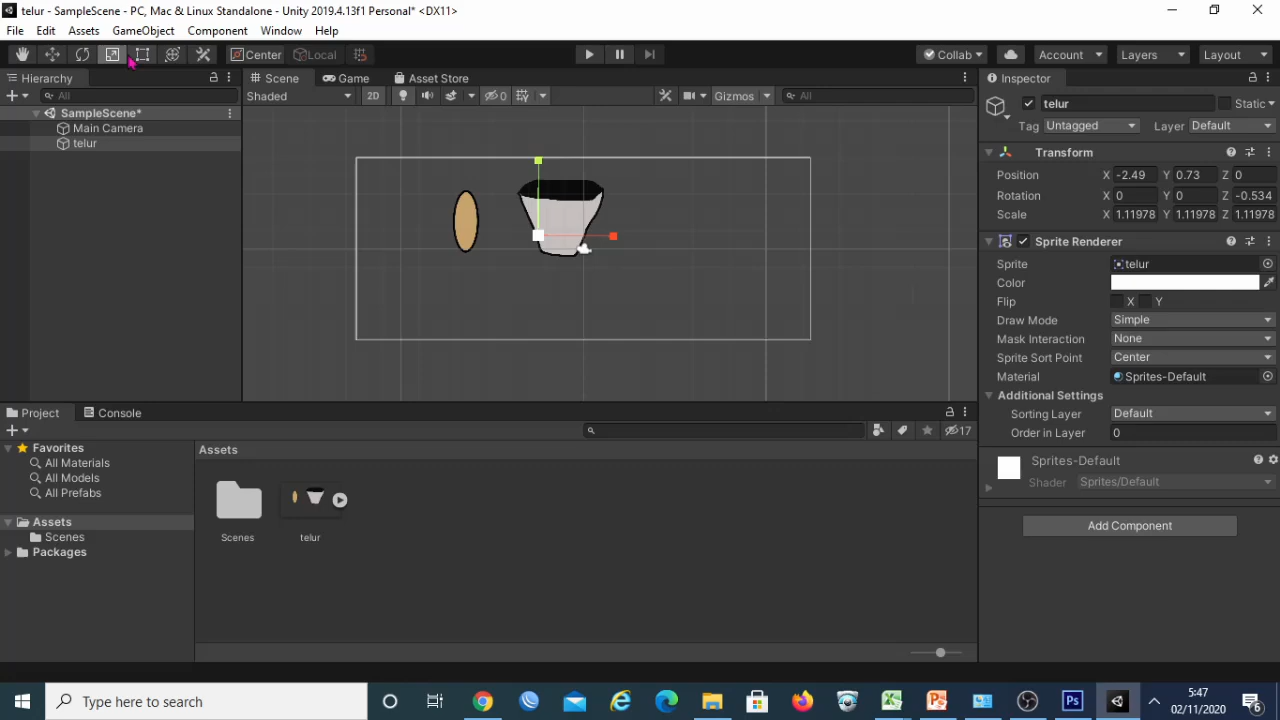 telur - SampleScene - PC, Mac & Linux Standalone - Unity 2019.4.13f1 Personal* <DX11>
File Edit Assets GameObject Component Window Help
Center Local Collab Account Layers Layout
Hierarchy Scene Game Asset Store Inspector
All Shaded 2D 0 Gizmos All telur Static
SampleScene*
Main Camera
telur
Tag Untagged Layer Default
Transform
Position X -2.49 Y 0.73 Z 0
Rotation X 0 Y 0 Z -0.534
Scale X 1.11978 Y 1.11978 Z 1.11978
Sprite Renderer
Sprite telur
Color
Flip X Y
Draw Mode Simple
Mask Interaction None
Sprite Sort Point Center
Material Sprites-Default
Additional Settings
Sorting Layer Default
Order in Layer 0
Sprites-Default
Shader Sprites/Default
Add Component
Project Console
17
Favorites
All Materials
All Models
All Prefabs
Assets
Scenes
Packages
Assets
Scenes telur
Type here to search
5:47
02/11/2020
6